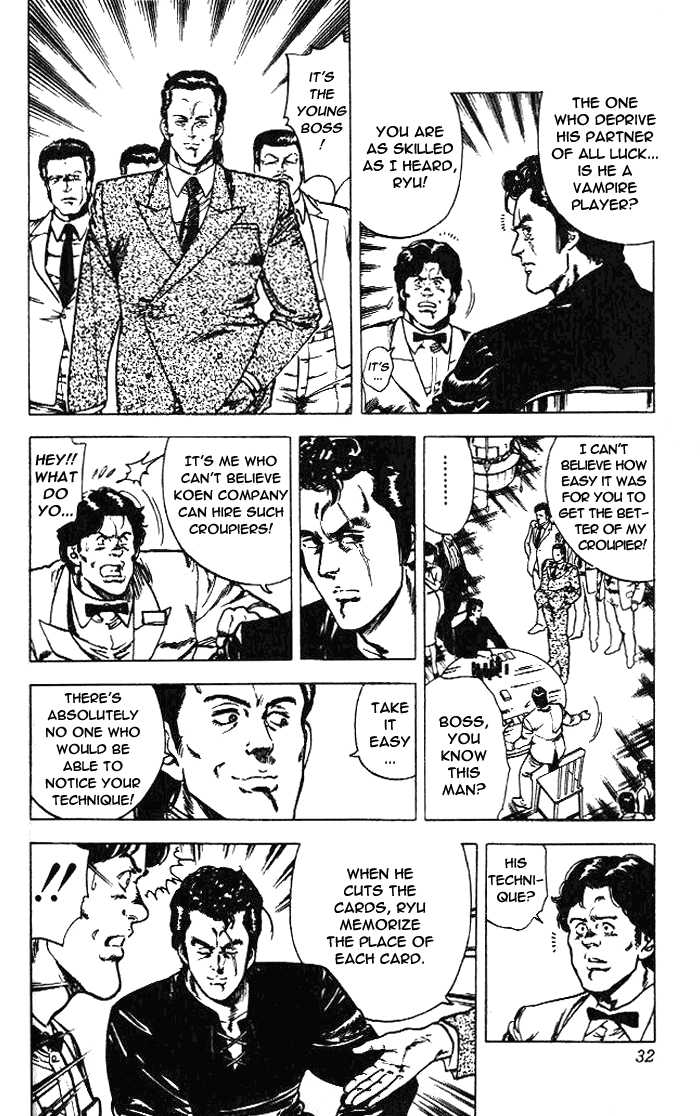 THE ONE
WHO DEPRIVE
HIS PARTNER
OF ALL LUCK...
IS HE A
VAMPIRE
PLAYER?
YOU ARE
AS SKILLED
AS I HEARD,
RYU!
IT'S
...
IT'S
THE
YOUNG
BOSS
!
I CAN'T
BELIEVE HOW
EASY IT WAS
FOR YOU TO
GET THE BET-
TER OF MY
CROUPIER!
........
BOSS,
YOU
KNOW
THIS
MAN?
IT'S ME WHO
CAN'T BELIEVE
KOEN COMPANY
CAN HIRE SUCH
CROUPIERS!
HEY!!
WHAT
DO
YO...
TAKE
IT
EASY
...
THERE'S
ABSOLUTELY
NO ONE WHO
WOULD BE
ABLE TO
NOTICE YOUR
TECHNIQUE!
HIS
TECHNI-
QUE?
WHEN HE
CUTS THE
CARDS, RYU
MEMORIZE
THE PLACE OF
EACH CARD.
!!
32